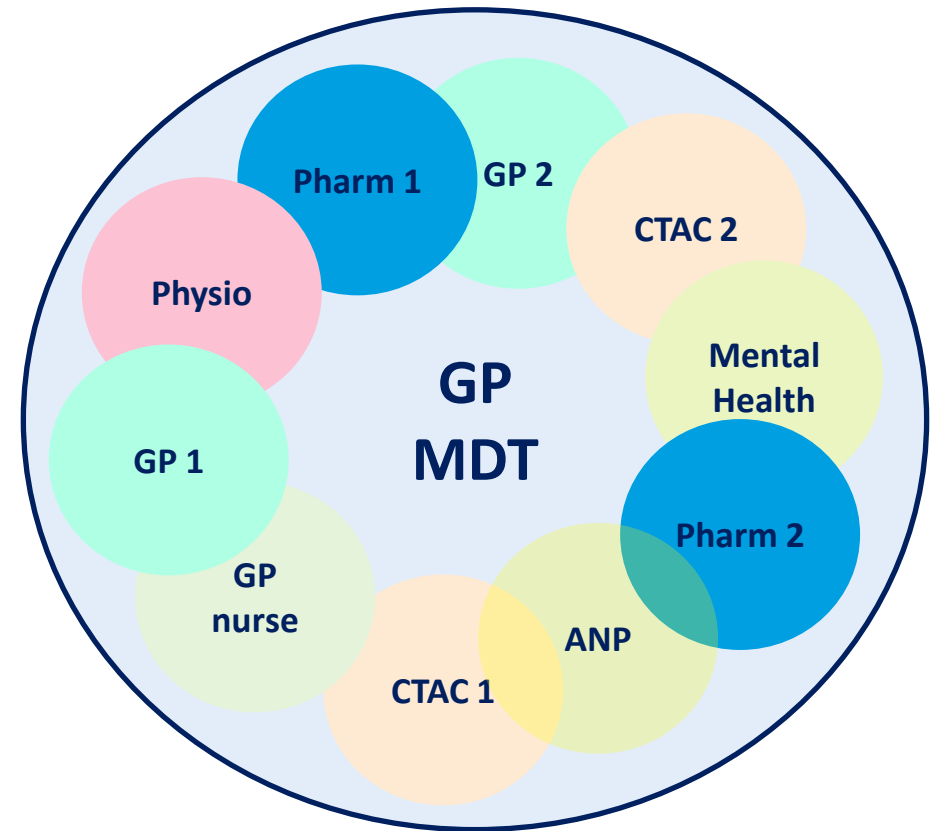 Pharm 1
GP 2
CTAC 2
Physio
Mental
Health
GP
MDT
GP 1
Pharm 2
GP
nurse
ANP
CTAC 1